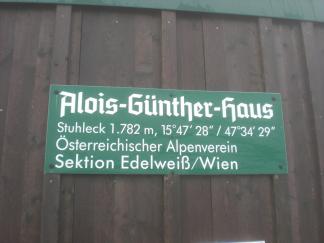 Alois-Günther-Haus
Stuhleck 1.782 m, 15°47' 28" / 47°34' 29"
Österreichischer Alpenverein
Sektion Edelweiß/Wien